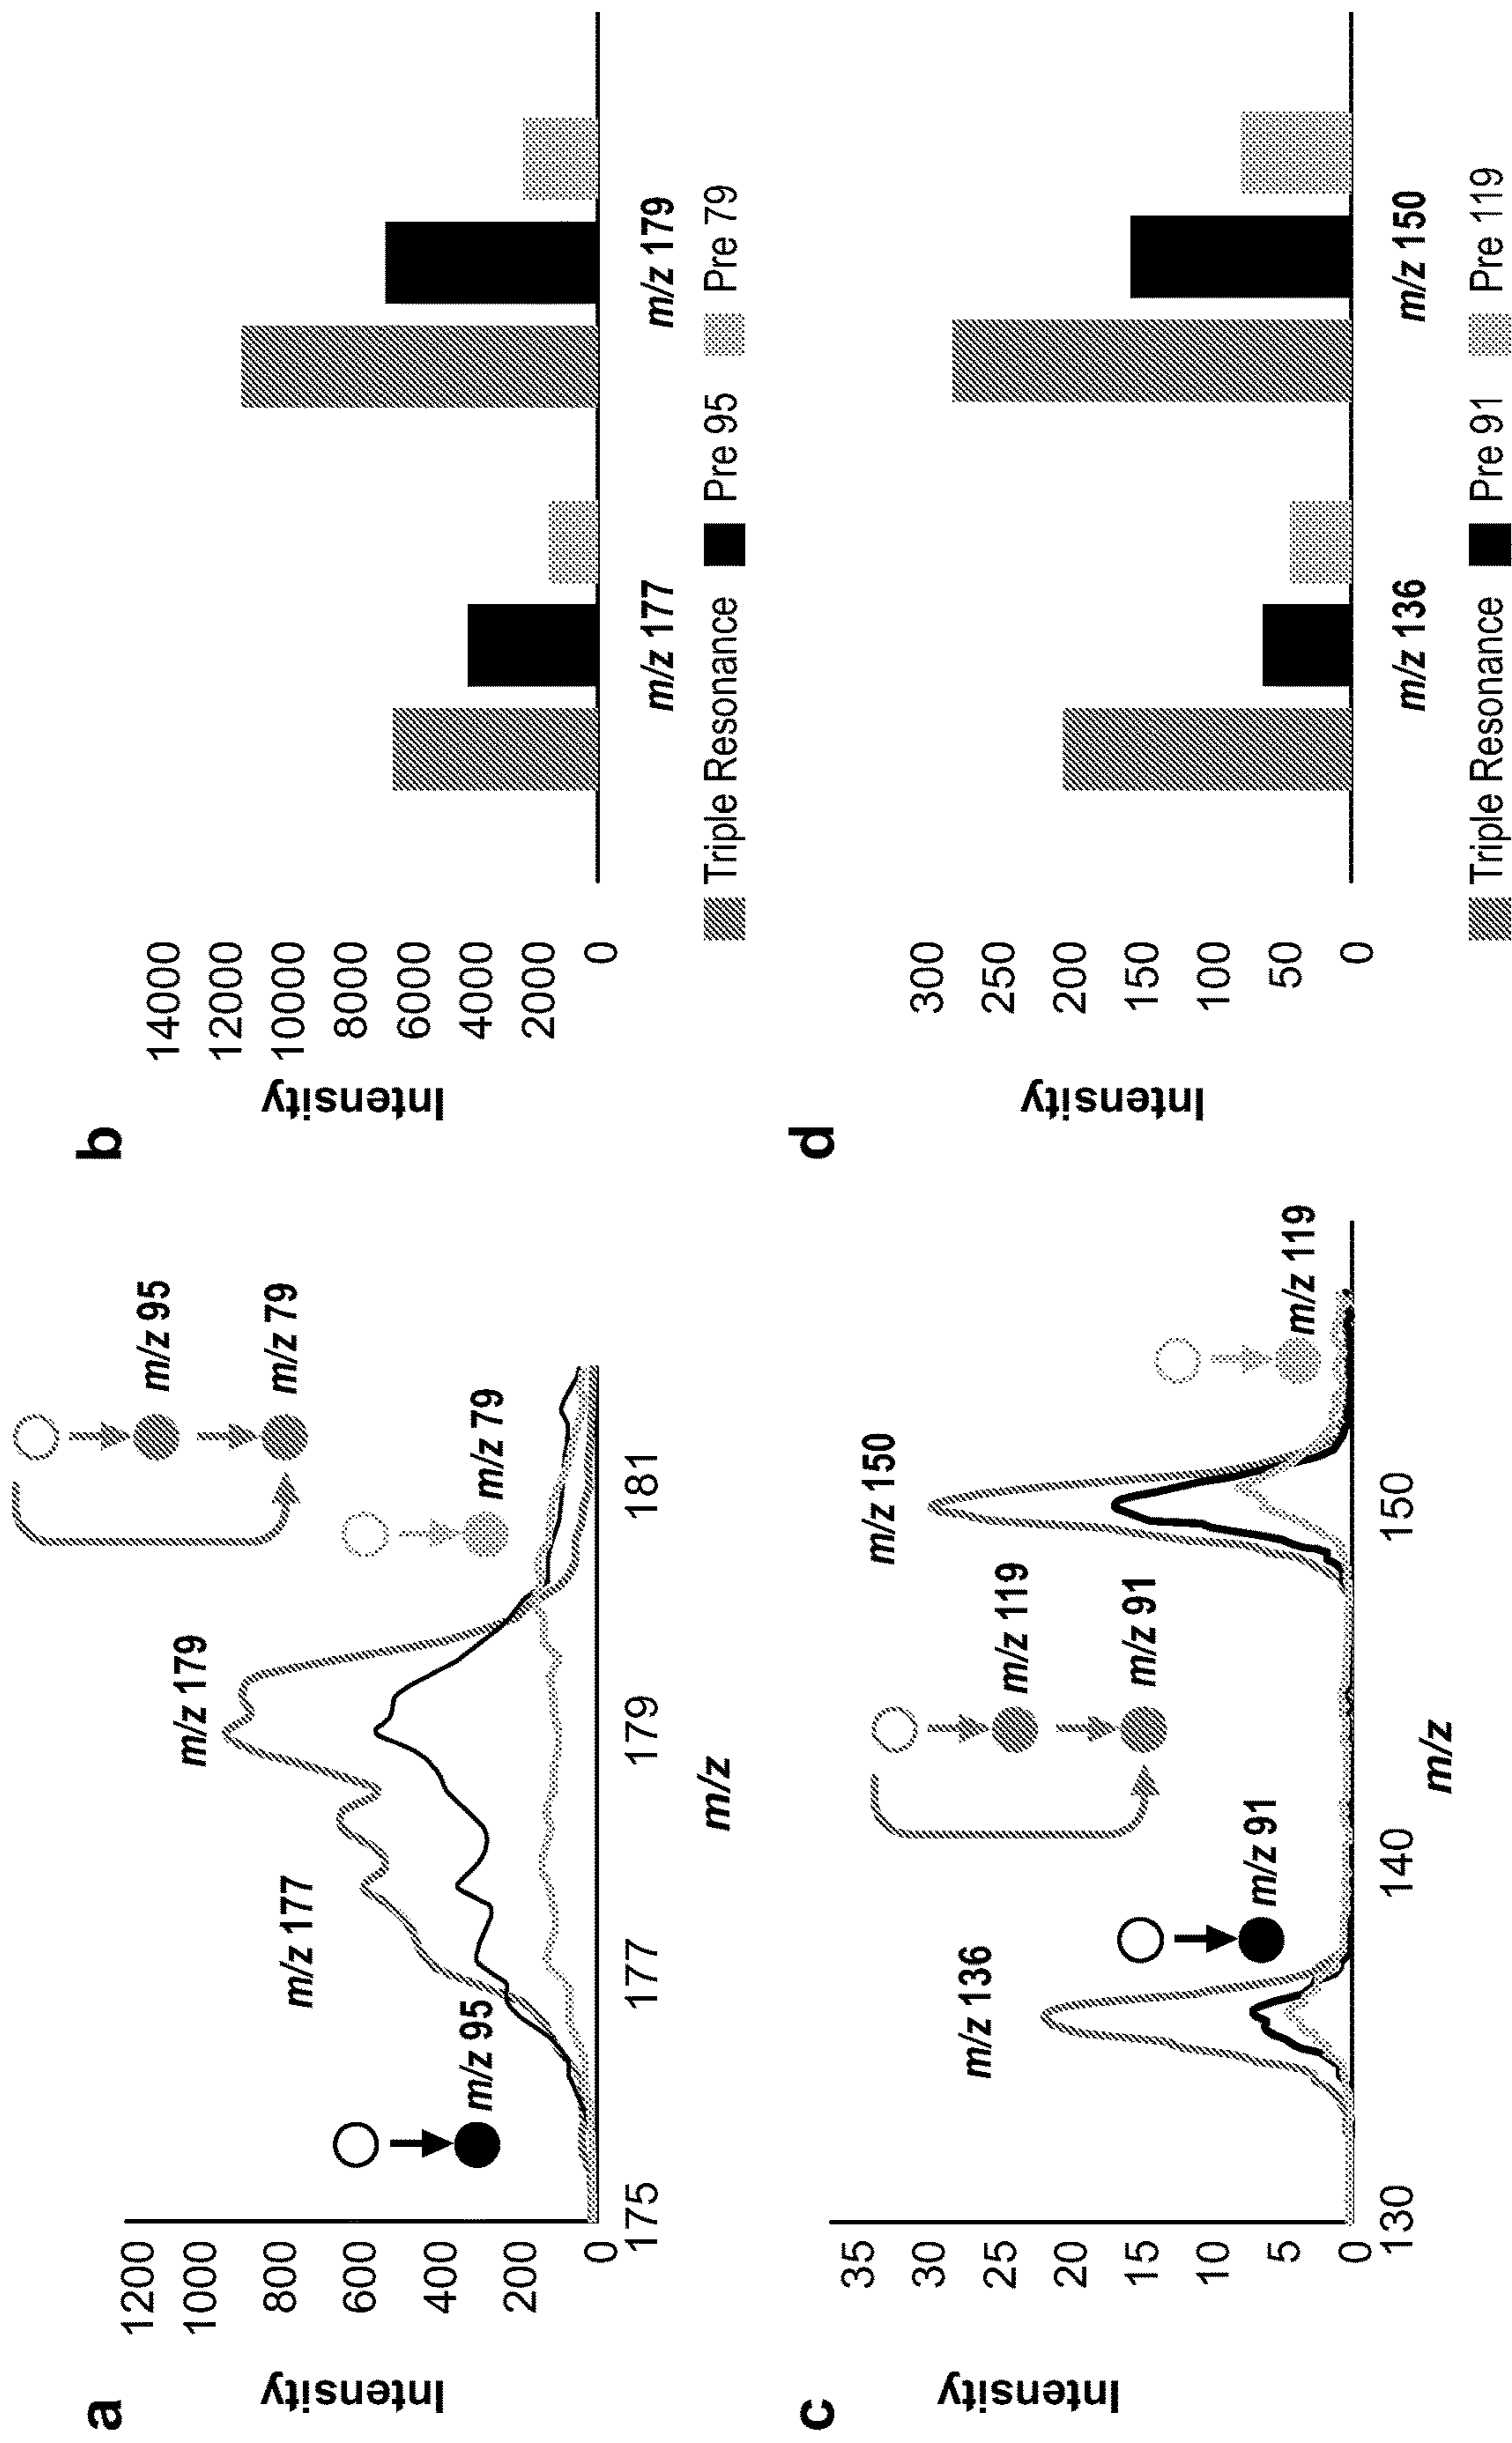 a
Intensity
1200
1000
800
600
400
200
0
175
177
179
181
m/z
m/z 95
m/z 177
m/z 179
m/z 79
m/z 95
m/z 79
b
Intensity
14000
12000
10000
8000
6000
4000
2000
0
m/z 177
m/z 179
Triple Resonance
Pre 95
Pre 79
c
Intensity
35
30
25
20
15
10
5
0
130
140
150
m/z
m/z 136
m/z 91
m/z 119
m/z 91
m/z 150
m/z 119
d
Intensity
300
250
200
150
100
50
0
m/z 136
m/z 150
Triple Resonance
Pre 91
Pre 119